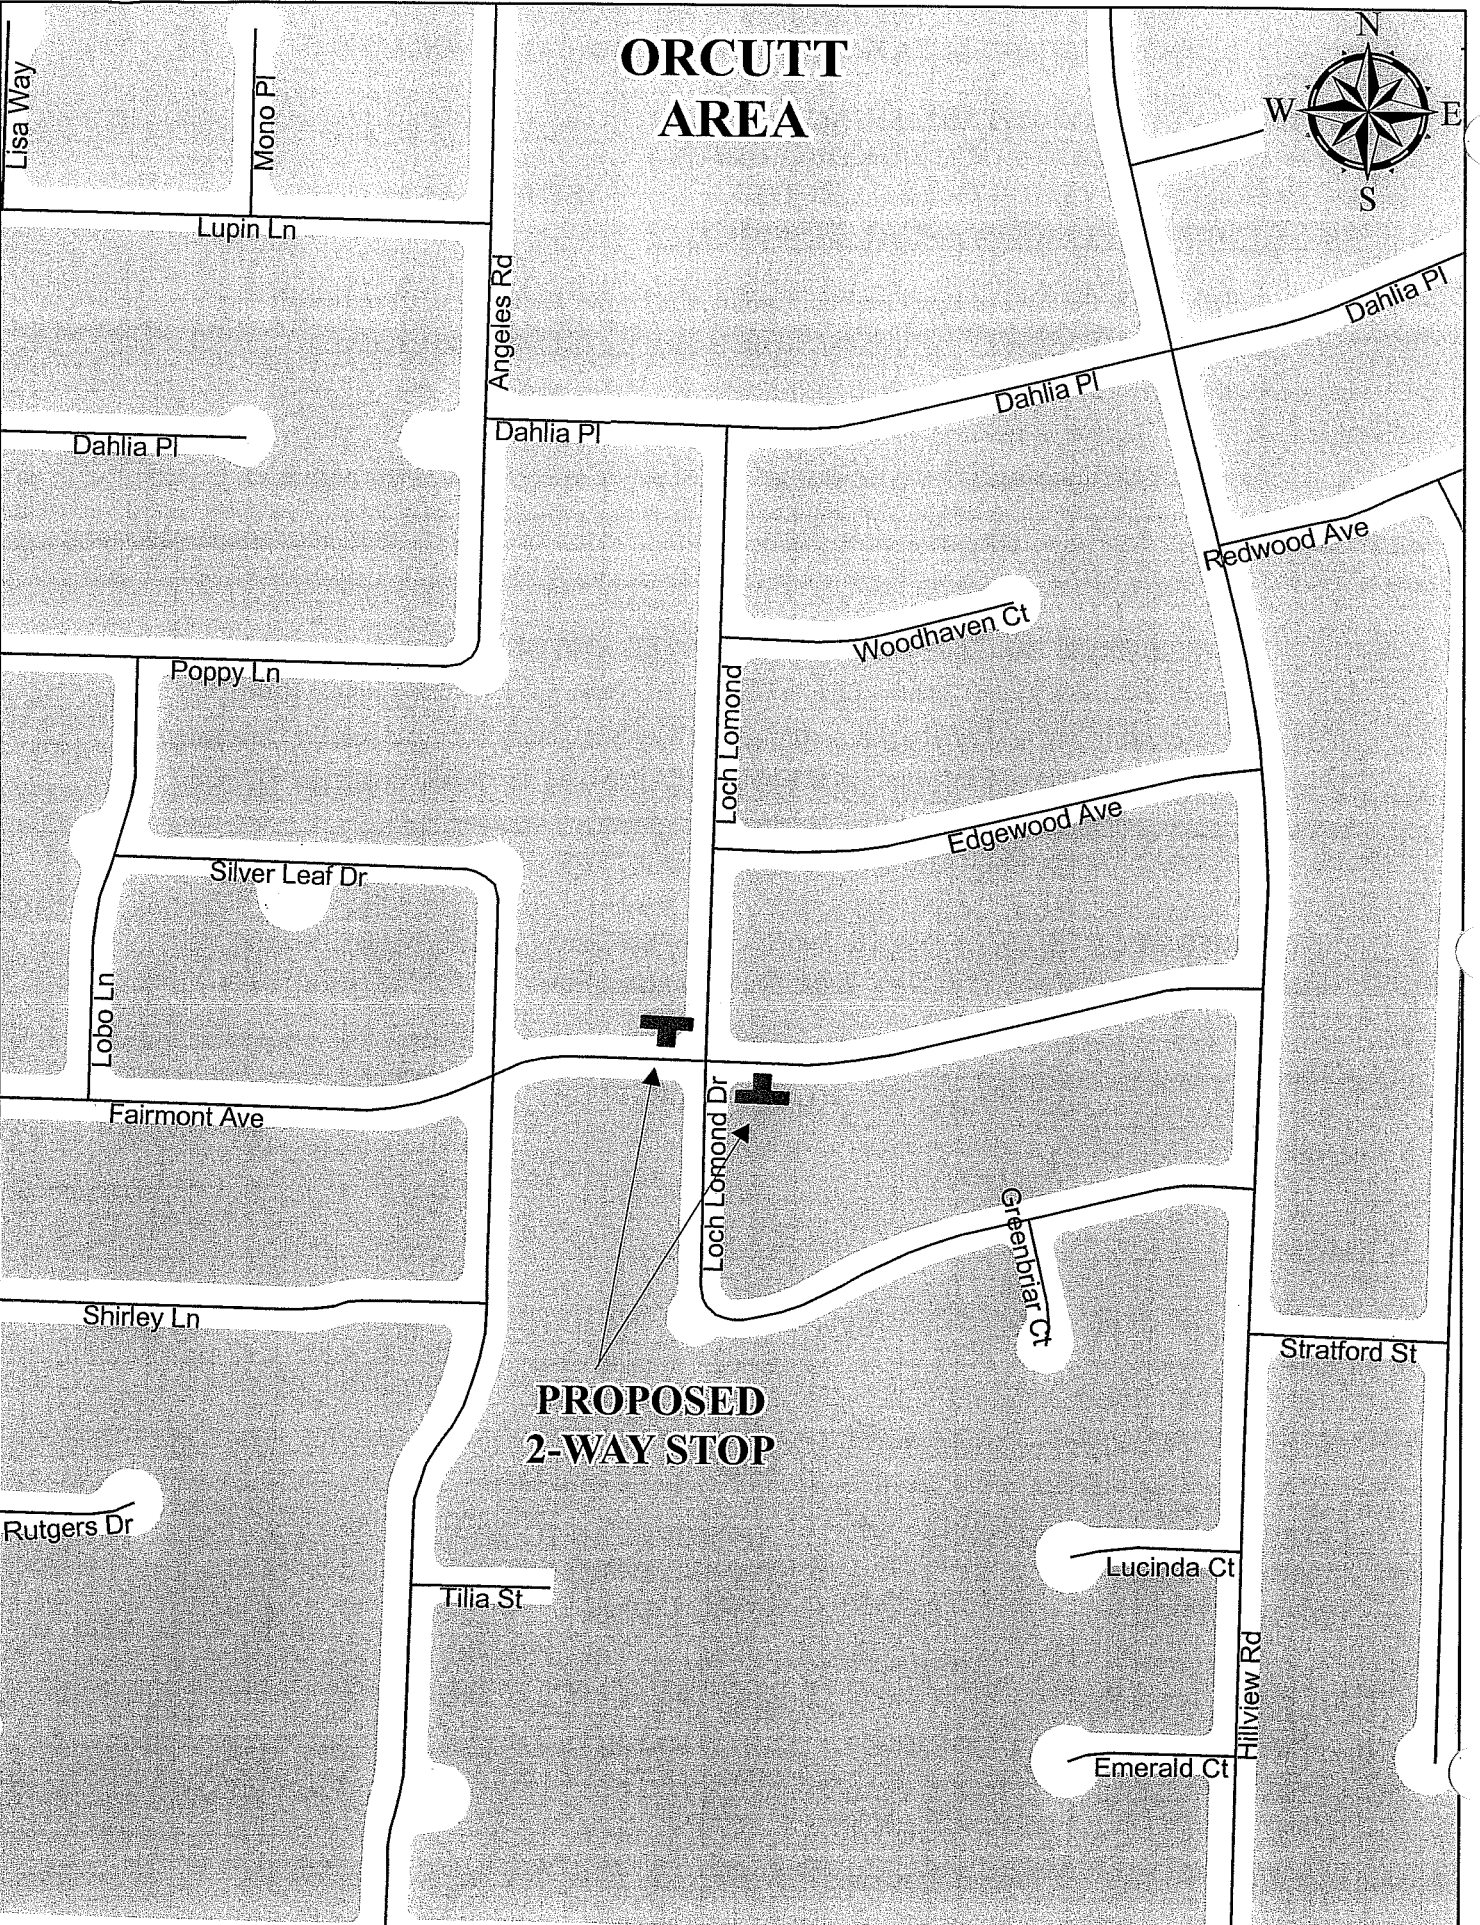 ORCUTT
AREA
N
W
E
S
Lisa Way
Mono Pl
Lupin Ln
Angeles Rd
Dahlia Pl
Dahlia Pl
Dahlia Pl
Dahlia Pl
Redwood Ave
Woodhaven Ct
Poppy Ln
Loch Lomond
Edgewood Ave
Silver Leaf Dr
Lobo Ln
Fairmont Ave
Loch Lomond Dr
Greenbriar Ct
Shirley Ln
Stratford St
PROPOSED
2-WAY STOP
Rutgers Dr
Lucinda Ct
Tilia St
Hillview Rd
Emerald Ct